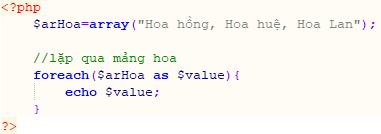 <?php
$arHoa=array("Hoa hồng, Hoa huệ, Hoa Lan");
//lặp qua mảng hoa
foreach($arHoa as $value){
echo $value;
}
?>